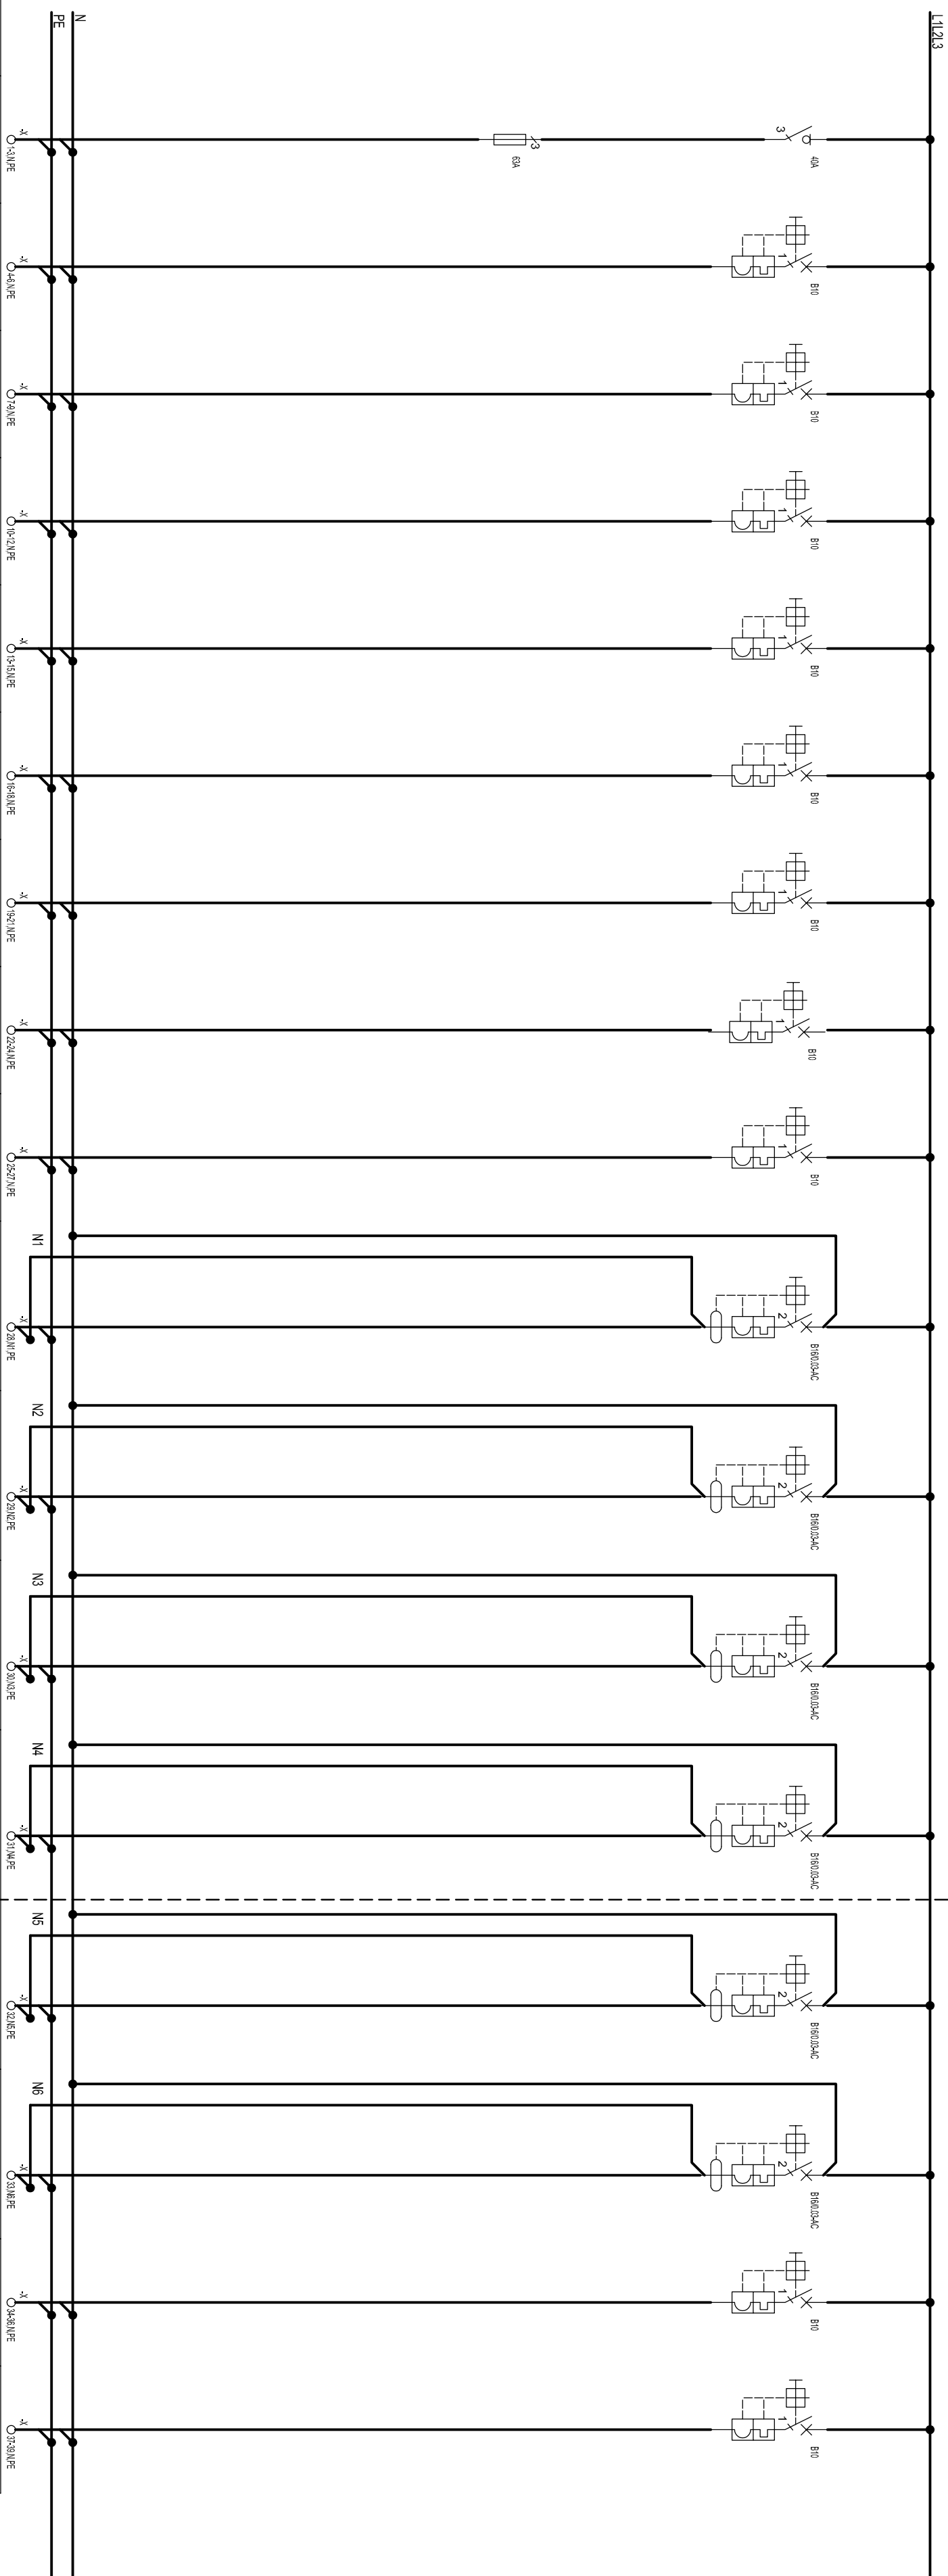 L1L2L3
N
PE
40A
3
63A
3
-X
1-3,N,PE
B10
1
-X
4-6,N,PE
B10
1
-X
7-9,N,PE
B10
1
-X
10-12,N,PE
B10
1
-X
13-15,N,PE
B10
1
-X
16-18,N,PE
B10
1
-X
19-21,N,PE
B10
1
-X
22-24,N,PE
B10
1
-X
25-27,N,PE
B16/0.03-AC
2
N1
-X
28,N1,PE
B16/0.03-AC
2
N2
-X
29,N2,PE
B16/0.03-AC
2
N3
-X
30,N3,PE
B16/0.03-AC
2
N4
-X
31,N4,PE
B16/0.03-AC
2
N5
-X
32,N5,PE
B16/0.03-AC
2
N6
-X
33,N6,PE
B10
1
-X
34-36,N,PE
B10
1
-X
37-39,N,PE